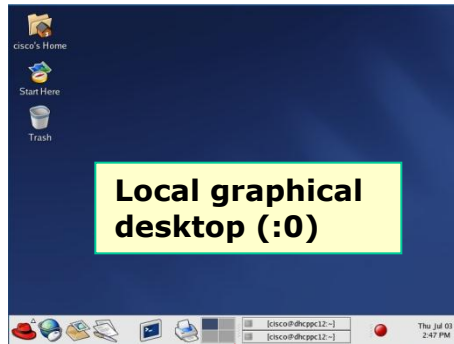 cisco's Home
Start Here
Trash
Local graphical
desktop (:0)
[cisco@dhcppc12:~]
[cisco@dhcppc12:~]
Thu Jul 03
2:47 PM